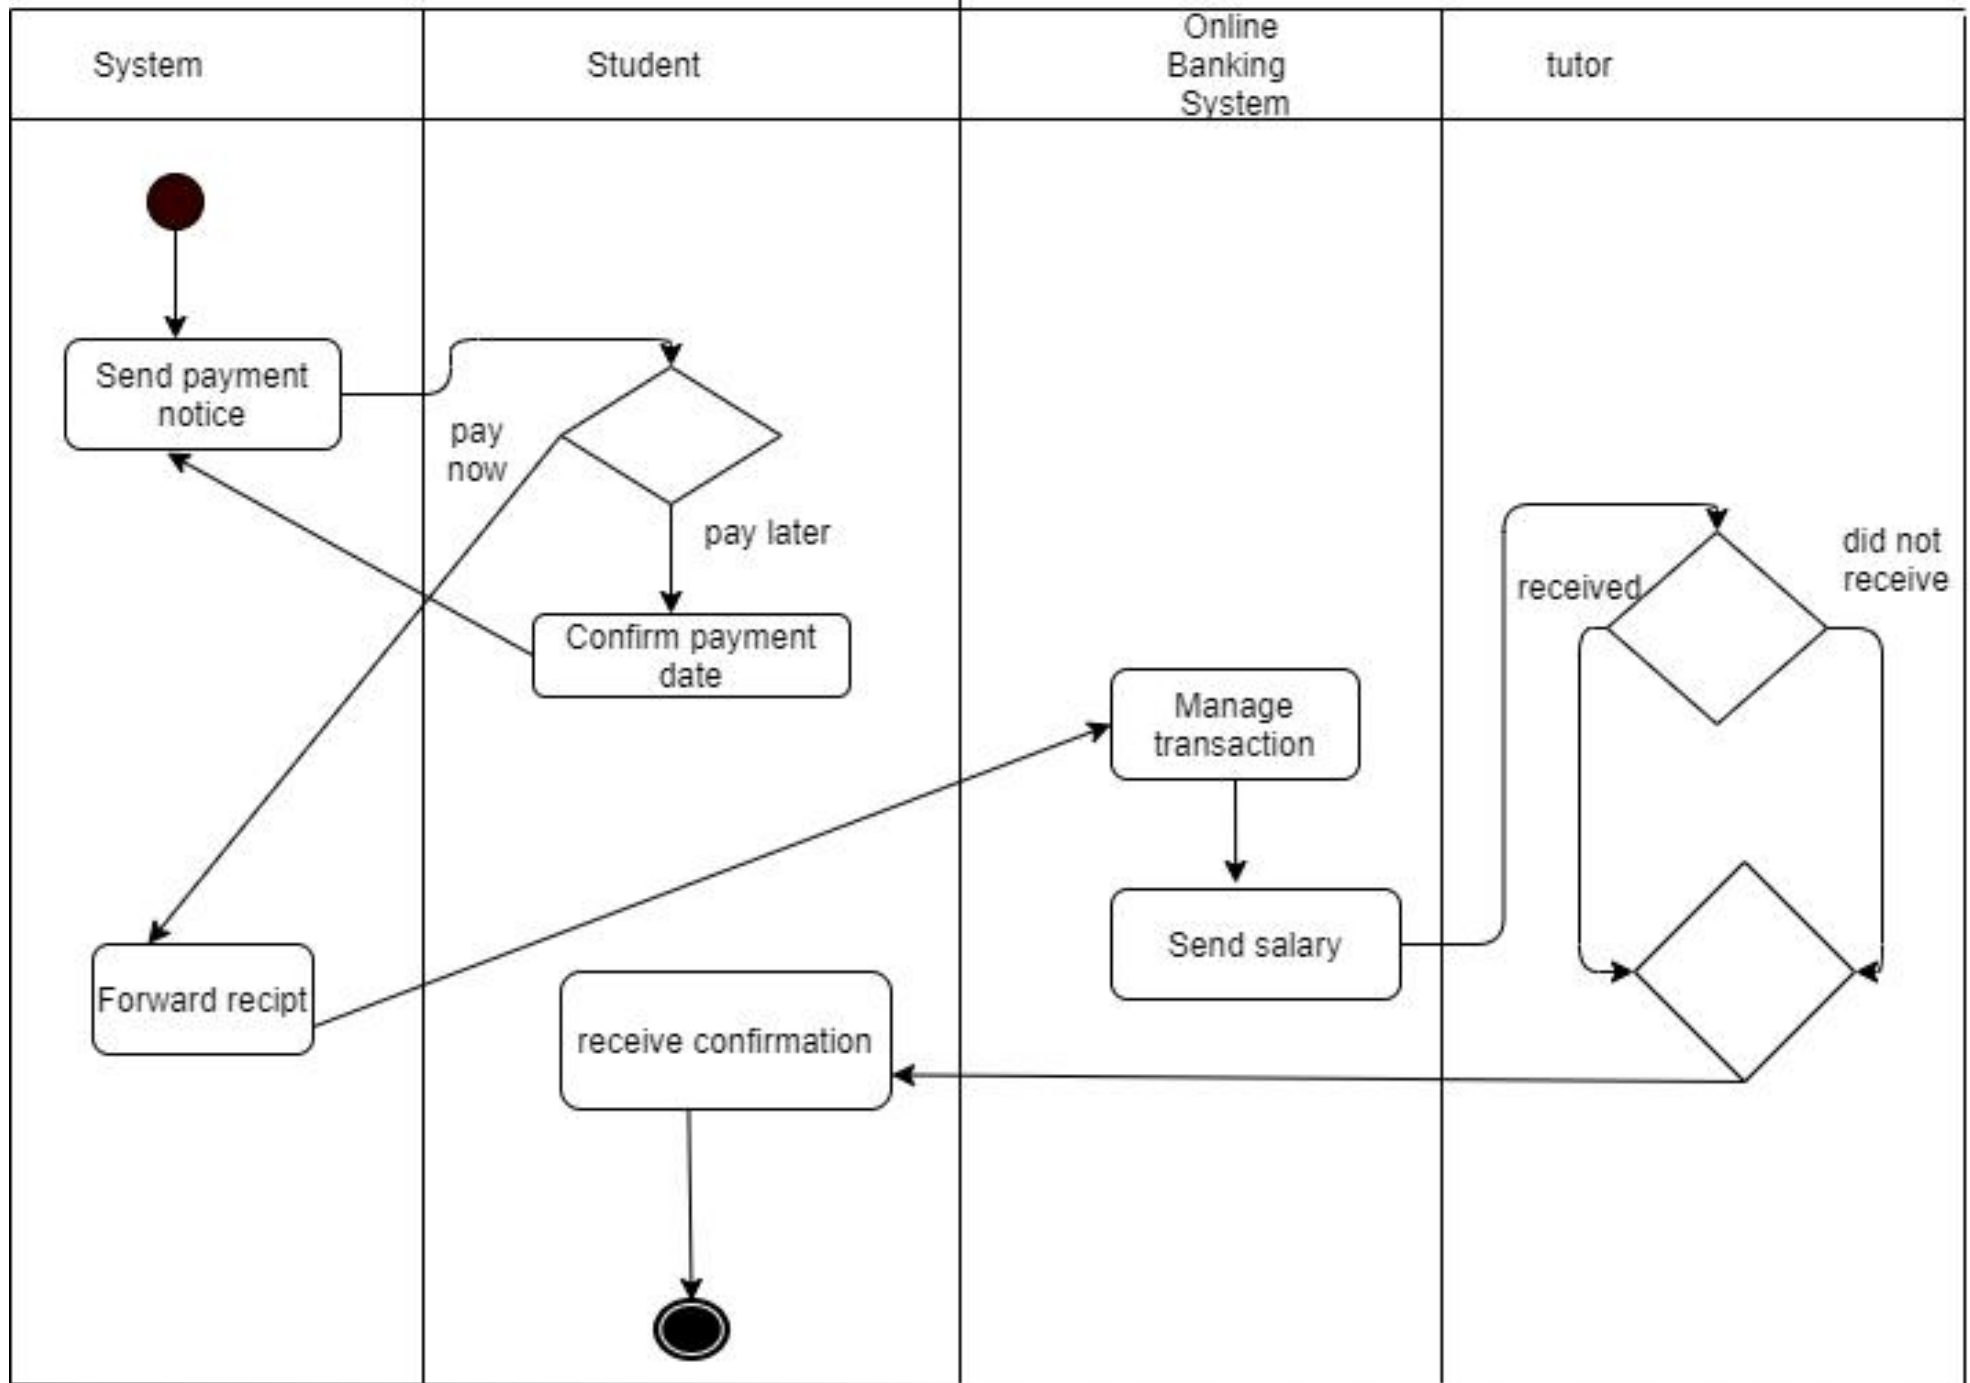 System
Student
Online
Banking
System
tutor
Send payment
notice
pay
now
pay later
Confirm payment
date
received
did not
receive
Manage
transaction
Send salary
Forward recipt
receive confirmation